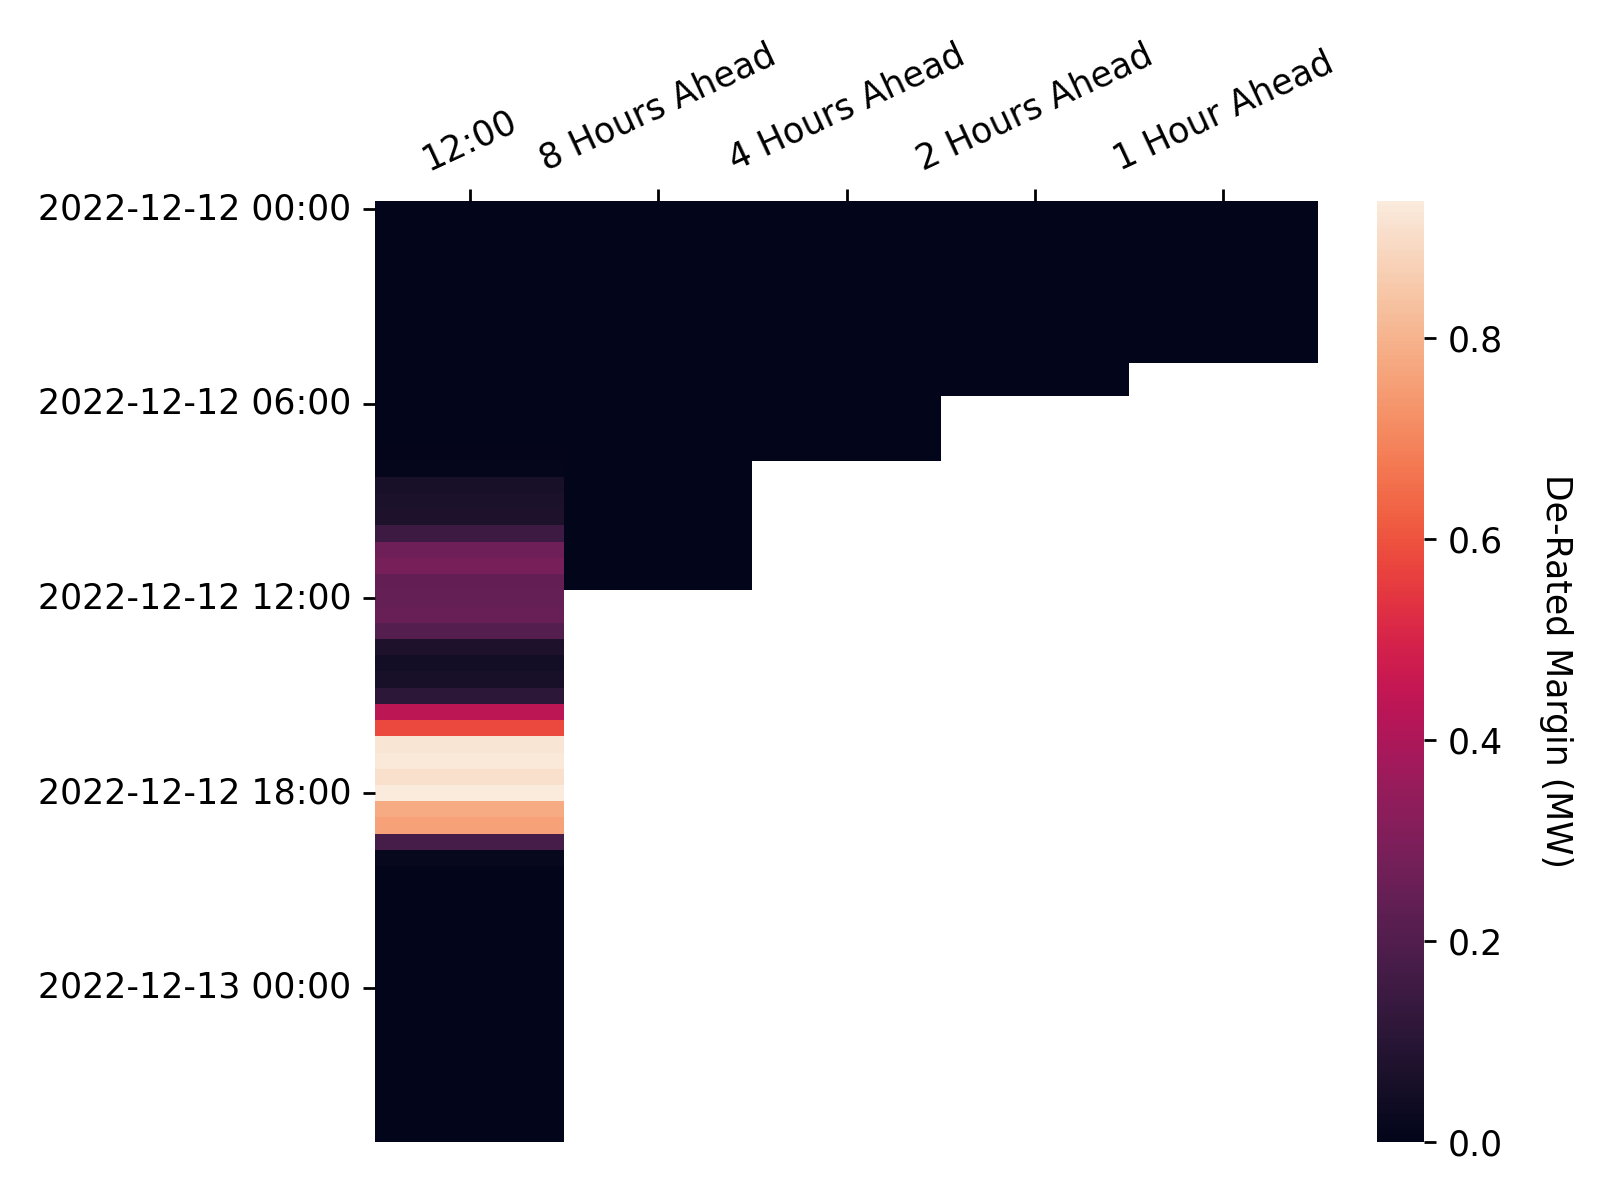 12:00
8 Hours Ahead
4 Hours Ahead
2 Hours Ahead
1 Hour Ahead
2022-12-12 00:00
2022-12-12 06:00
2022-12-12 12:00
2022-12-12 18:00
2022-12-13 00:00
0.8
0.6
0.4
0.2
0.0
De-Rated Margin (MW)